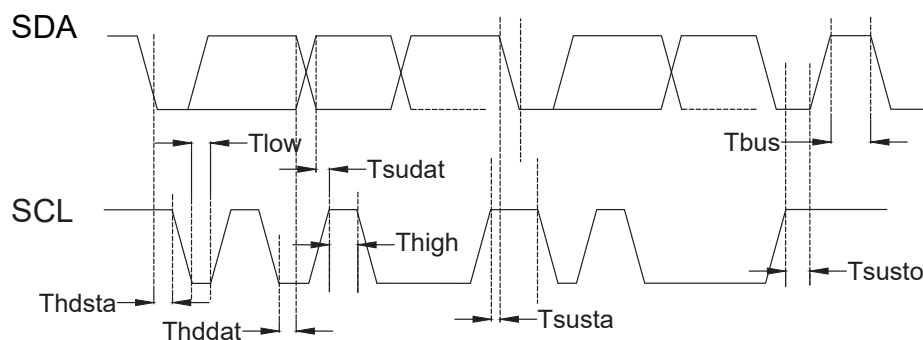 SDA
Tlow
Tbus
Tsudat
SCL
Thigh
Tsusto
Thdsta
Thddat
Tsusta